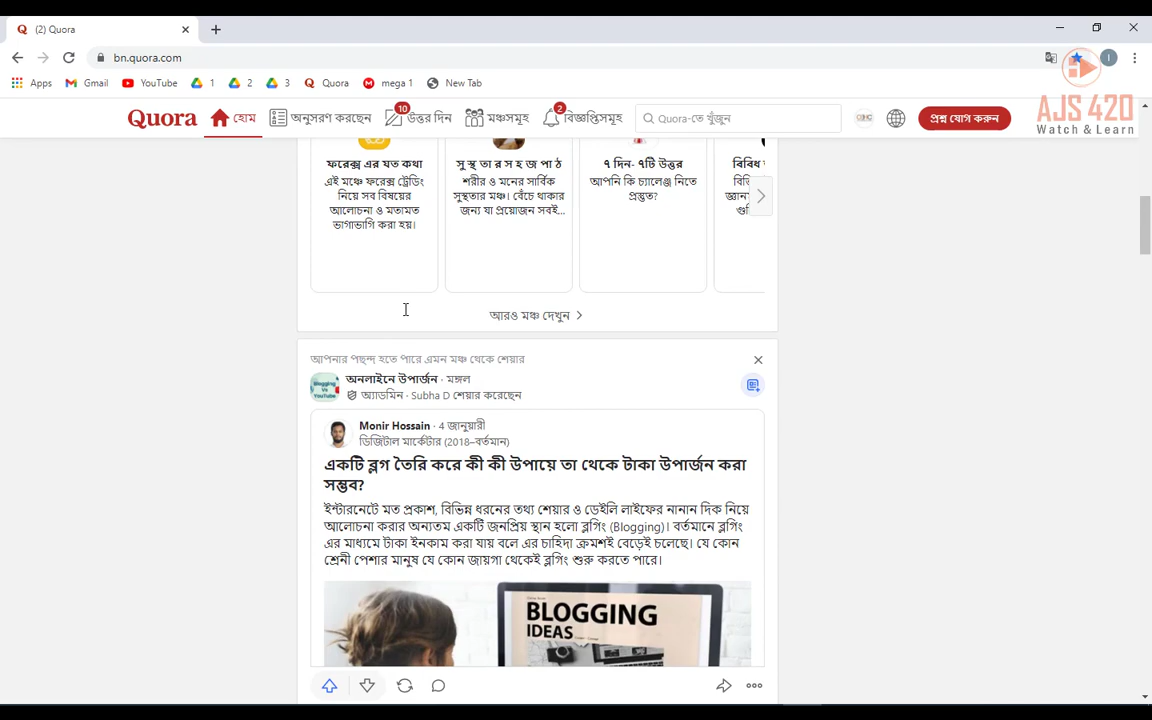 (2) Quora
bn.quora.com
Apps Gmail YouTube 1 2 3 Quora mega 1 New Tab
Quora হোম অনুসরণ করছেন 10 উত্তর দিন মঞ্চসমূহ 2 বিজ্ঞপ্তিসমূহ Quora-তে খুঁজুন প্রশ্ন যোগ করুন
AJS 420
Watch & Learn
ফরেক্স এর যত কথা
এই মঞ্চে ফরেক্স ট্রেডিং
নিয়ে সব বিষয়ের
আলোচনা ও মতামত
ভাগাভাগি করা হয়।
সু স্থ তা র স হ জ পা ঠ
শরীর ও মনের সার্বিক
সুস্থতার মঞ্চ। বেঁচে থাকার
জন্য যা প্রয়োজন সবই...
৭ দিন- ৭টি উত্তর
আপনি কি চ্যালেঞ্জ নিতে
প্রস্তুত?
বিবিধ
আরও মঞ্চ দেখুন
আপনার পছন্দ হতে পারে এমন মঞ্চ থেকে শেয়ার
অনলাইনে উপার্জন · মঙ্গল
অ্যাডমিন · Subha D শেয়ার করেছেন
Blogging
Vs
YouTube
Monir Hossain · 4 জানুয়ারী
ডিজিটাল মার্কেটার (2018–বর্তমান)
একটি ব্লগ তৈরি করে কী কী উপায়ে তা থেকে টাকা উপার্জন করা
সম্ভব?
ইন্টারনেটে মত প্রকাশ, বিভিন্ন ধরনের তথ্য শেয়ার ও ডেইলি লাইফের নানান দিক নিয়ে
আলোচনা করার অন্যতম একটি জনপ্রিয় স্থান হলো ব্লগিং (Blogging)। বর্তমানে ব্লগিং
এর মাধ্যমে টাকা ইনকাম করা যায় বলে এর চাহিদা ক্রমশই বেড়েই চলেছে। যে কোন
শ্রেনী পেশার মানুষ যে কোন জায়গা থেকেই ব্লগিং শুরু করতে পারে।
BLOGGING
IDEAS